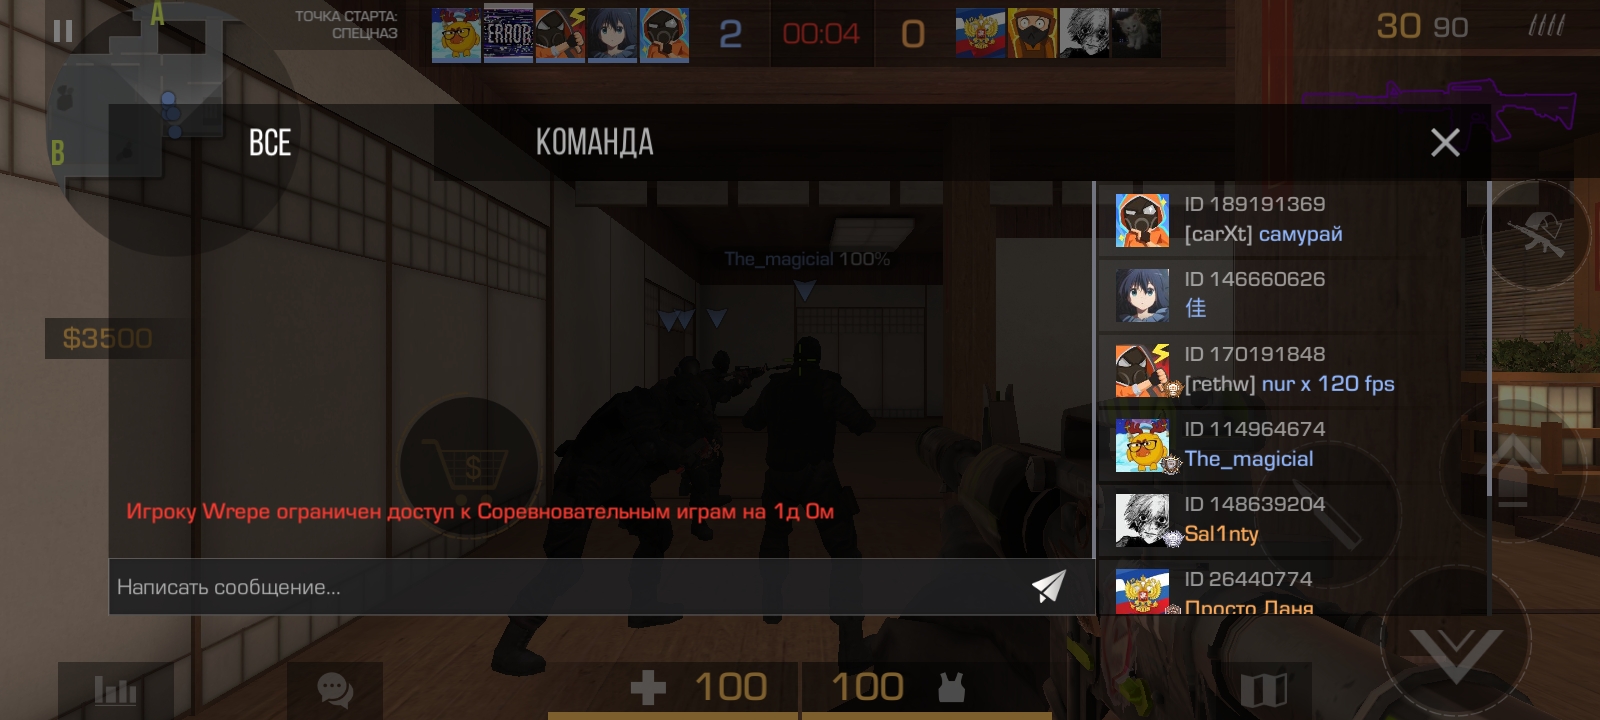 ТОЧКА СТАРТА:
СПЕЦНАЗ
A
B
ERROR
2
00:04
0
30 90
ВСЕ
КОМАНДА
The_magicial 100%
$3500
$
ID 189191369
[carXt] самурай
ID 146660626
佳
ID 170191848
[rethw] nur x 120 fps
ID 114964674
The_magicial
ID 148639204
Sal1nty
ID 26440774
Просто Даня
Игроку Wrepe ограничен доступ к Соревновательным играм на 1д 0м
Написать сообщение...
100
100